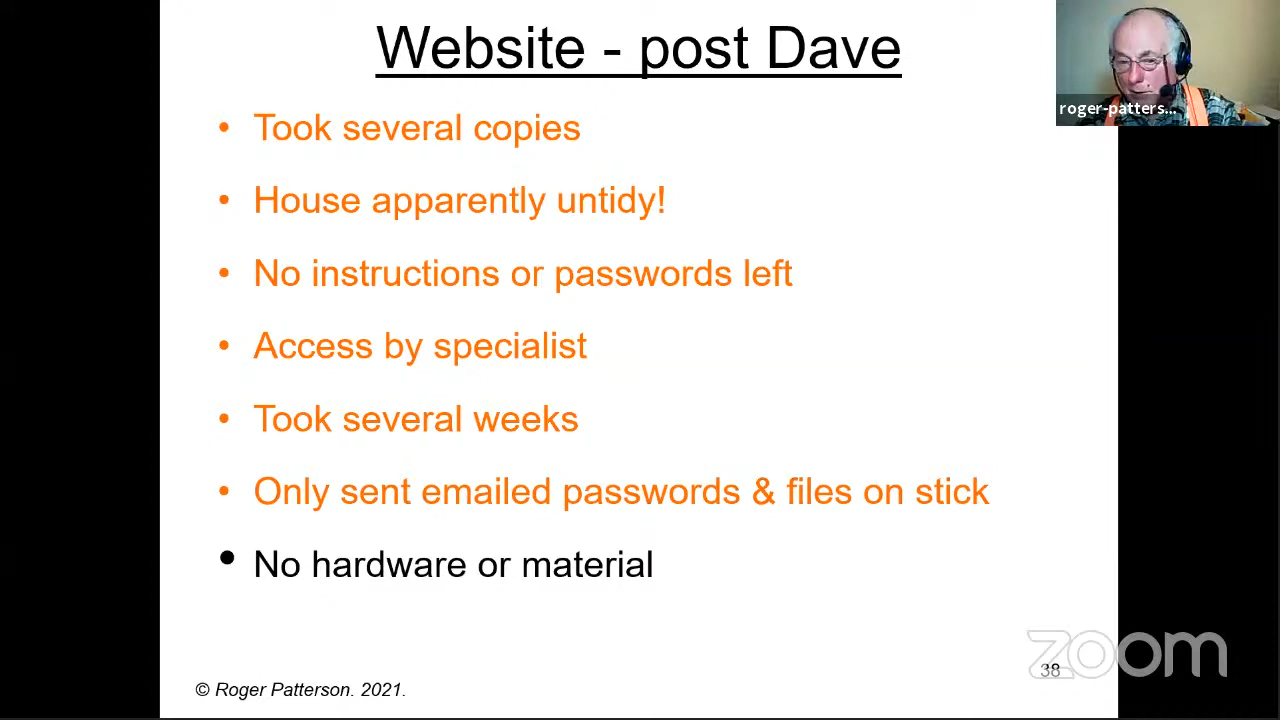 Website - post Dave
roger-patters...
• Took several copies
• House apparently untidy!
• No instructions or passwords left
• Access by specialist
• Took several weeks
• Only sent emailed passwords & files on stick
• No hardware or material
zoom
38
© Roger Patterson. 2021.